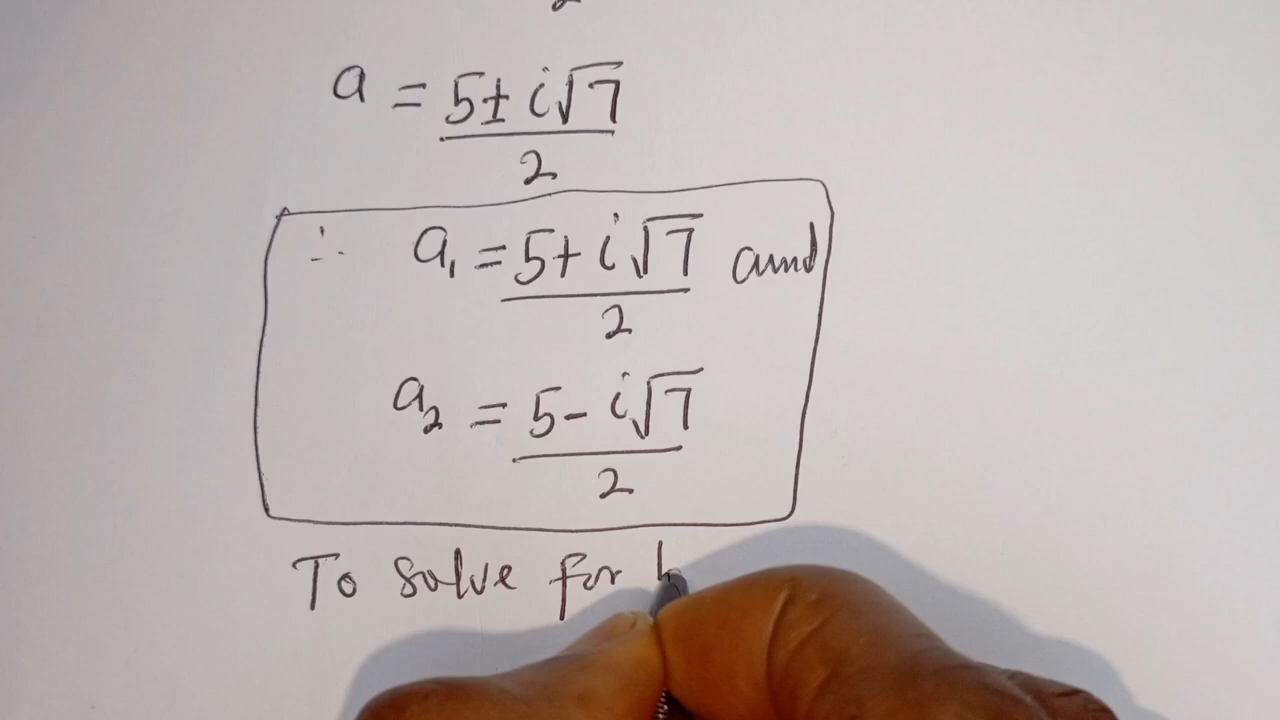 a = 5 ± i√7 / 2
∴ a₁ = 5 + i√7 / 2 and
a₂ = 5 - i√7 / 2
To solve for